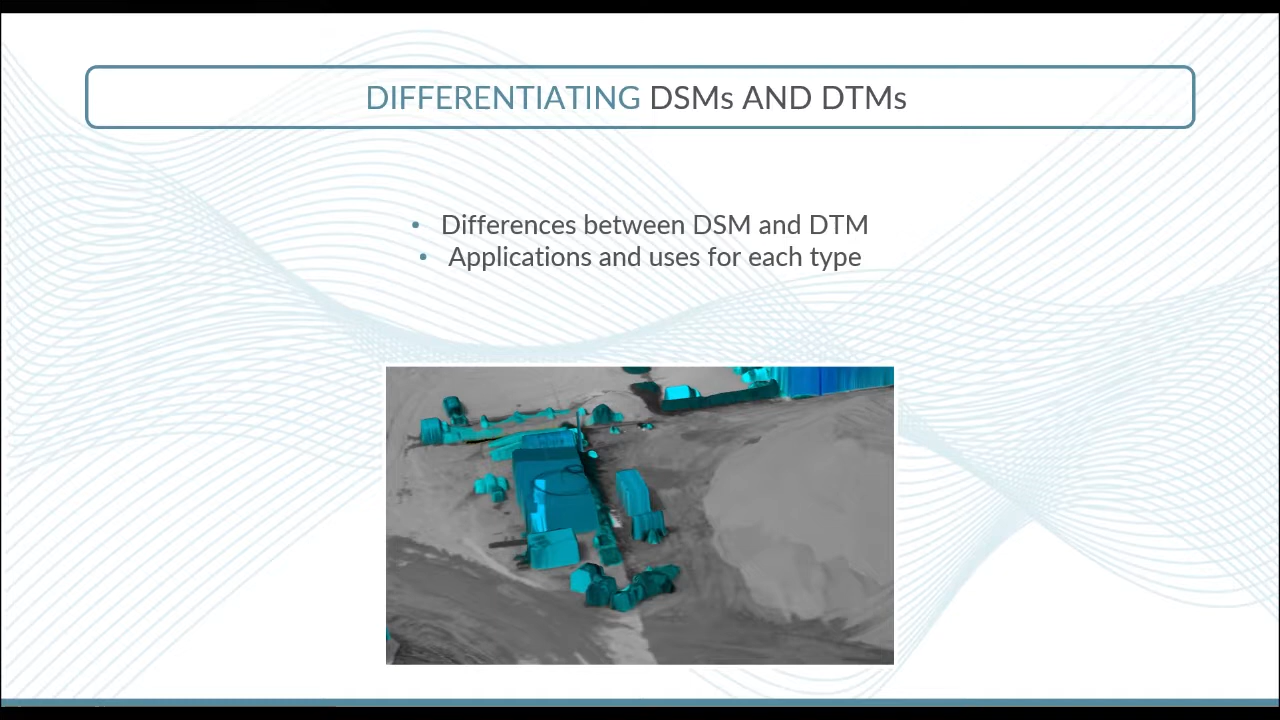 DIFFERENTIATING DSMs AND DTMs
• Differences between DSM and DTM
• Applications and uses for each type